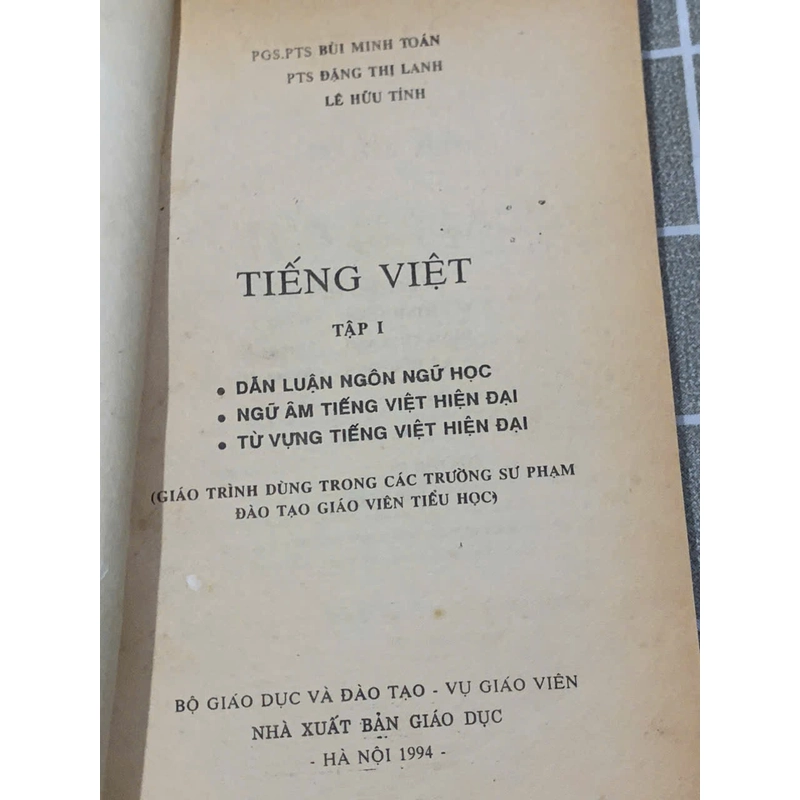 PGS.PTS BÙI MINH TOÁN
PTS ĐẶNG THỊ LANH
LÊ HỮU TỈNH
TIẾNG VIỆT
TẬP I
• DẪN LUẬN NGÔN NGỮ HỌC
• NGỮ ÂM TIẾNG VIỆT HIỆN ĐẠI
• TỪ VỰNG TIẾNG VIỆT HIỆN ĐẠI
(GIÁO TRÌNH DÙNG TRONG CÁC TRƯỜNG SƯ PHẠM
ĐÀO TẠO GIÁO VIÊN TIỂU HỌC)
BỘ GIÁO DỤC VÀ ĐÀO TẠO - VỤ GIÁO VIÊN
NHÀ XUẤT BẢN GIÁO DỤC
- HÀ NỘI 1994 -